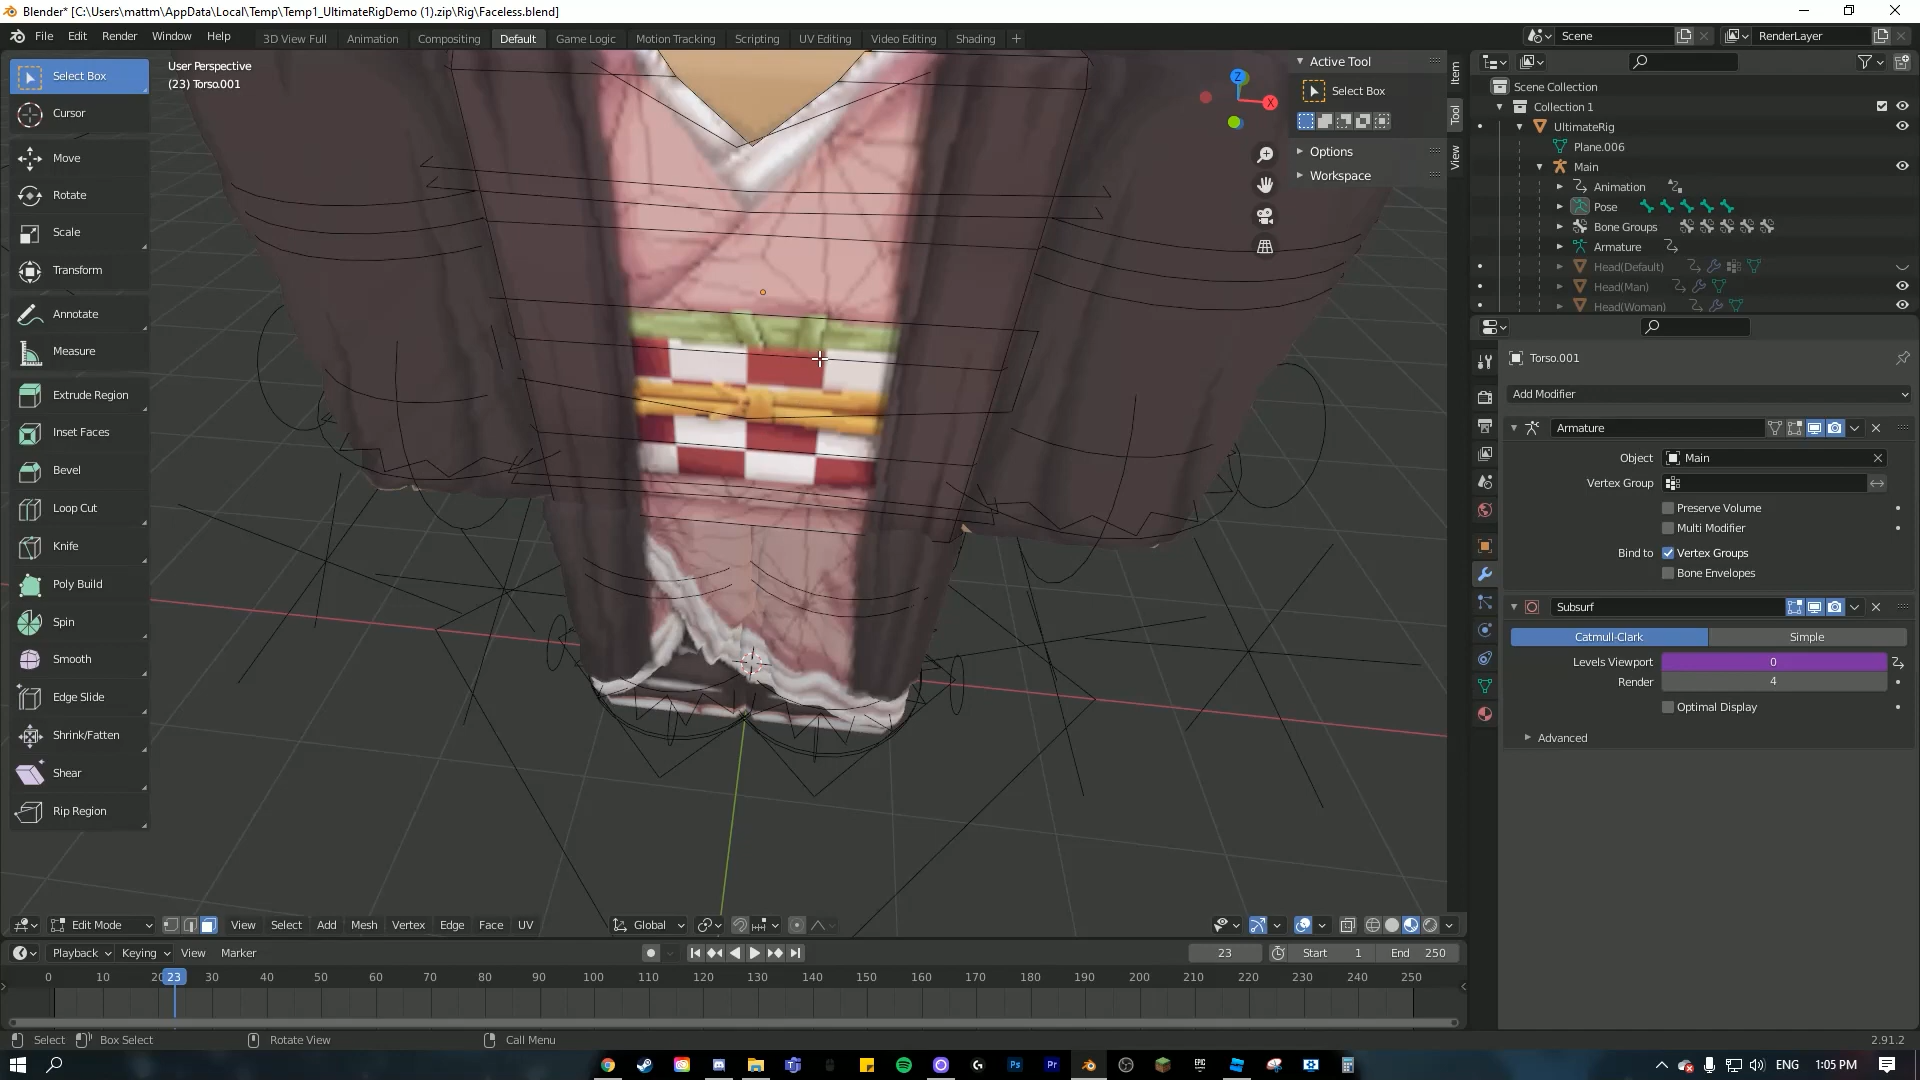 Blender* [C:\Users\mattm\AppData\Local\Temp\Temp1_UltimateRigDemo (1).zip\Rig\Faceless.blend]
File Edit Render Window Help 3D View Full Animation Compositing Default Game Logic Motion Tracking Scripting UV Editing Video Editing Shading + Scene RenderLayer
User Perspective
(23) Torso.001
Select Box
Cursor
Move
Rotate
Scale
Transform
Annotate
Measure
Extrude Region
Inset Faces
Bevel
Loop Cut
Knife
Poly Build
Spin
Smooth
Edge Slide
Shrink/Fatten
Shear
Rip Region
Z
X
Active Tool
Select Box
Options
Workspace
Item
Tool
View
Scene Collection
Collection 1
UltimateRig
Plane.006
Main
Animation
Pose
Bone Groups
Armature
Head(Default)
Head(Man)
Head(Woman)
Torso.001
Add Modifier
Armature
Object Main
Vertex Group
Preserve Volume
Multi Modifier
Bind to Vertex Groups
Bone Envelopes
Subsurf
Catmull-Clark Simple
Levels Viewport 0
Render 4
Optimal Display
Advanced
Edit Mode View Select Add Mesh Vertex Edge Face UV Global
Playback Keying View Marker 23 Start 1 End 250
0 10 20 23 30 40 50 60 70 80 90 100 110 120 130 140 150 160 170 180 190 200 210 220 230 240 250
Select Box Select Rotate View Call Menu 2.91.2
Ps Pr EPIC ENG 1:05 PM